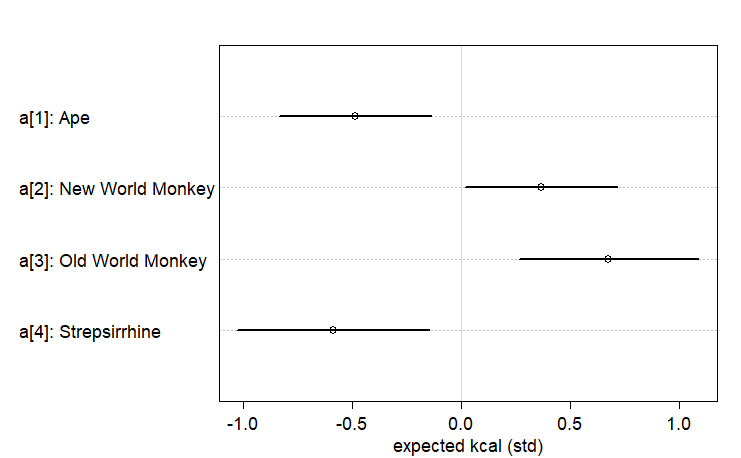 a[1]: Ape
a[2]: New World Monkey
a[3]: Old World Monkey
a[4]: Strepsirrhine
-1.0 -0.5 0.0 0.5 1.0
expected kcal (std)